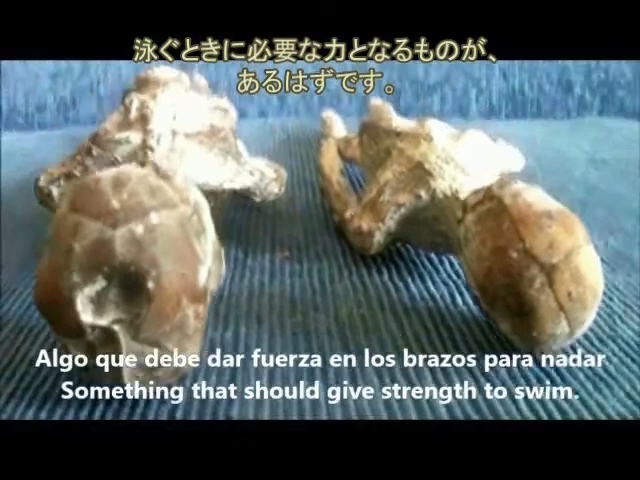 泳ぐときに必要な力となるものが、
あるはずです。
Algo que debe dar fuerza en los brazos para nadar
Something that should give strength to swim.